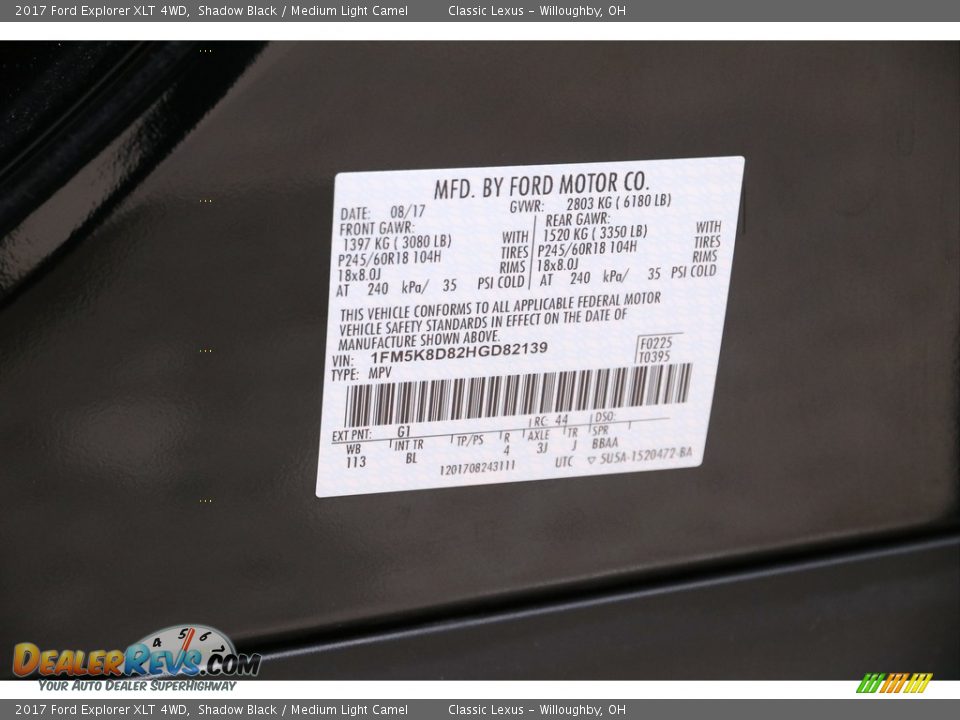 2017 Ford Explorer XLT 4WD, Shadow Black / Medium Light Camel Classic Lexus - Willoughby, OH
MFD. BY FORD MOTOR CO.
DATE: 08/17 GVWR: 2803 KG ( 6180 LB)
FRONT GAWR: REAR GAWR:
1397 KG ( 3080 LB) WITH 1520 KG ( 3350 LB) WITH
P245/60R18 104H TIRES P245/60R18 104H TIRES
18x8.0J RIMS 18x8.0J RIMS
AT 240 kPa/ 35 PSI COLD AT 240 kPa/ 35 PSI COLD
THIS VEHICLE CONFORMS TO ALL APPLICABLE FEDERAL MOTOR
VEHICLE SAFETY STANDARDS IN EFFECT ON THE DATE OF
MANUFACTURE SHOWN ABOVE.
VIN: 1FM5K8D82HGD82139 F0225
TYPE: MPV T0395
EXT PNT: G1 RC: 44 DSO:
WB INT TR TP/PS R AXLE TR SPR
113 BL 4 3J J BBAA
1201708243111 UTC ▽ 5U5A-1520472-BA
4 5 6 7
DEALERREVS.COM
YOUR AUTO DEALER SUPERHIGHWAY
2017 Ford Explorer XLT 4WD, Shadow Black / Medium Light Camel Classic Lexus - Willoughby, OH